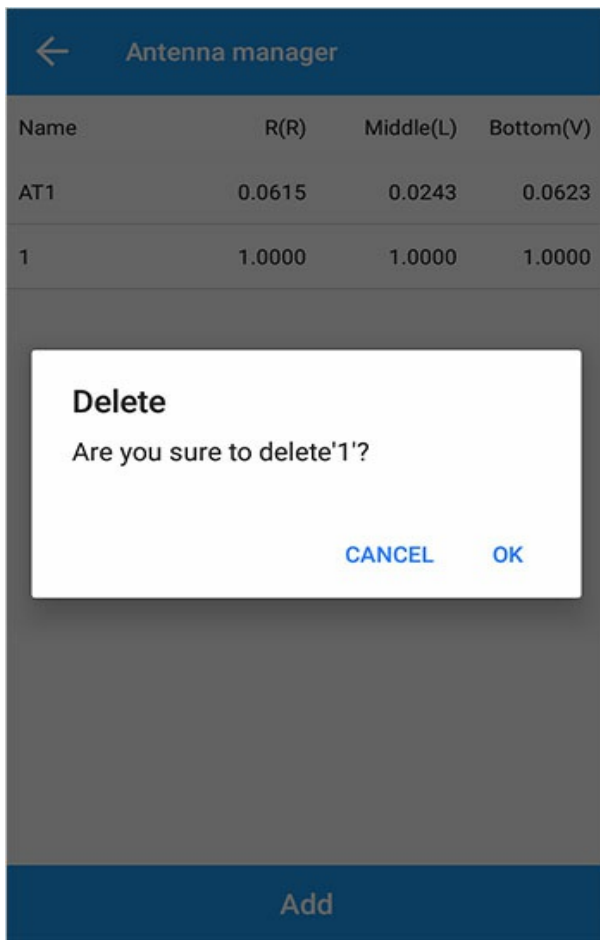 Antenna manager
Name R(R) Middle(L) Bottom(V)
AT1 0.0615 0.0243 0.0623
1 1.0000 1.0000 1.0000
Delete
Are you sure to delete'1'?
CANCEL OK
Add